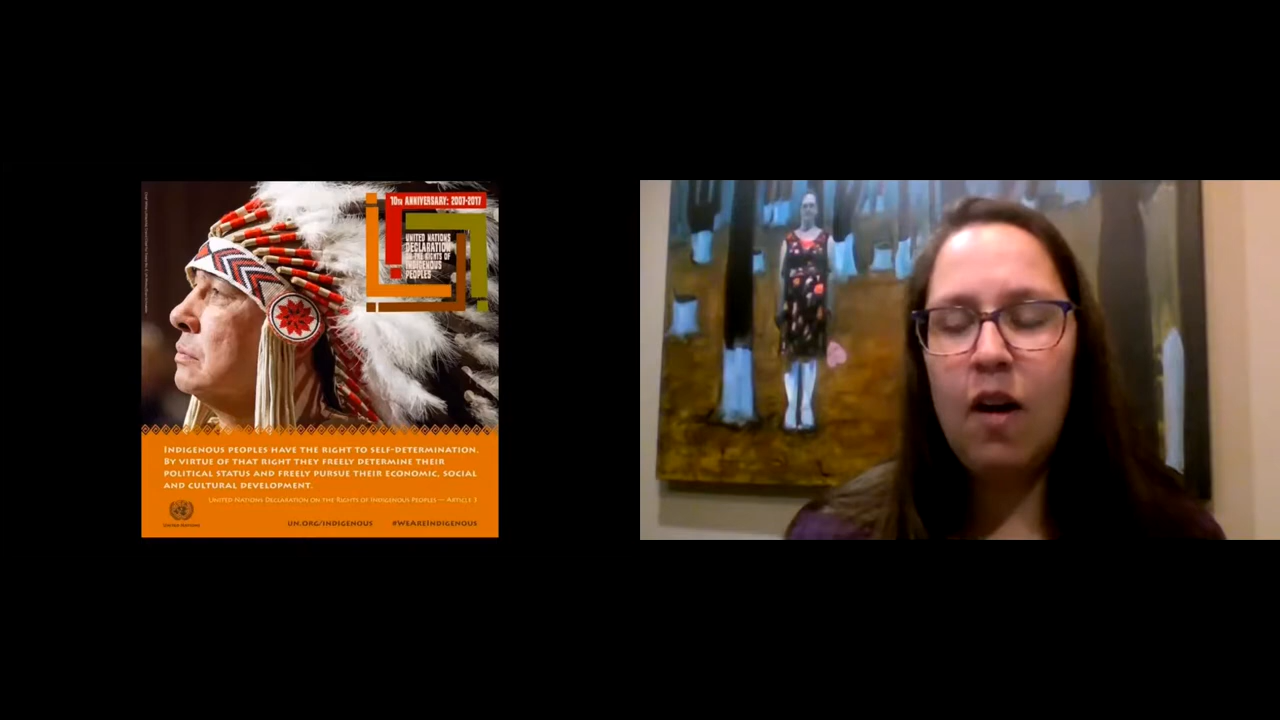 10TH ANNIVERSARY: 2007-2017
UNITED NATIONS
DECLARATION
ON THE RIGHTS OF
INDIGENOUS
PEOPLES
INDIGENOUS PEOPLES HAVE THE RIGHT TO SELF-DETERMINATION.
BY VIRTUE OF THAT RIGHT THEY FREELY DETERMINE THEIR
POLITICAL STATUS AND FREELY PURSUE THEIR ECONOMIC, SOCIAL
AND CULTURAL DEVELOPMENT.
UNITED NATIONS DECLARATION ON THE RIGHTS OF INDIGENOUS PEOPLES — ARTICLE 3
UNITED NATIONS
UN.ORG/INDIGENOUS #WEAREINDIGENOUS